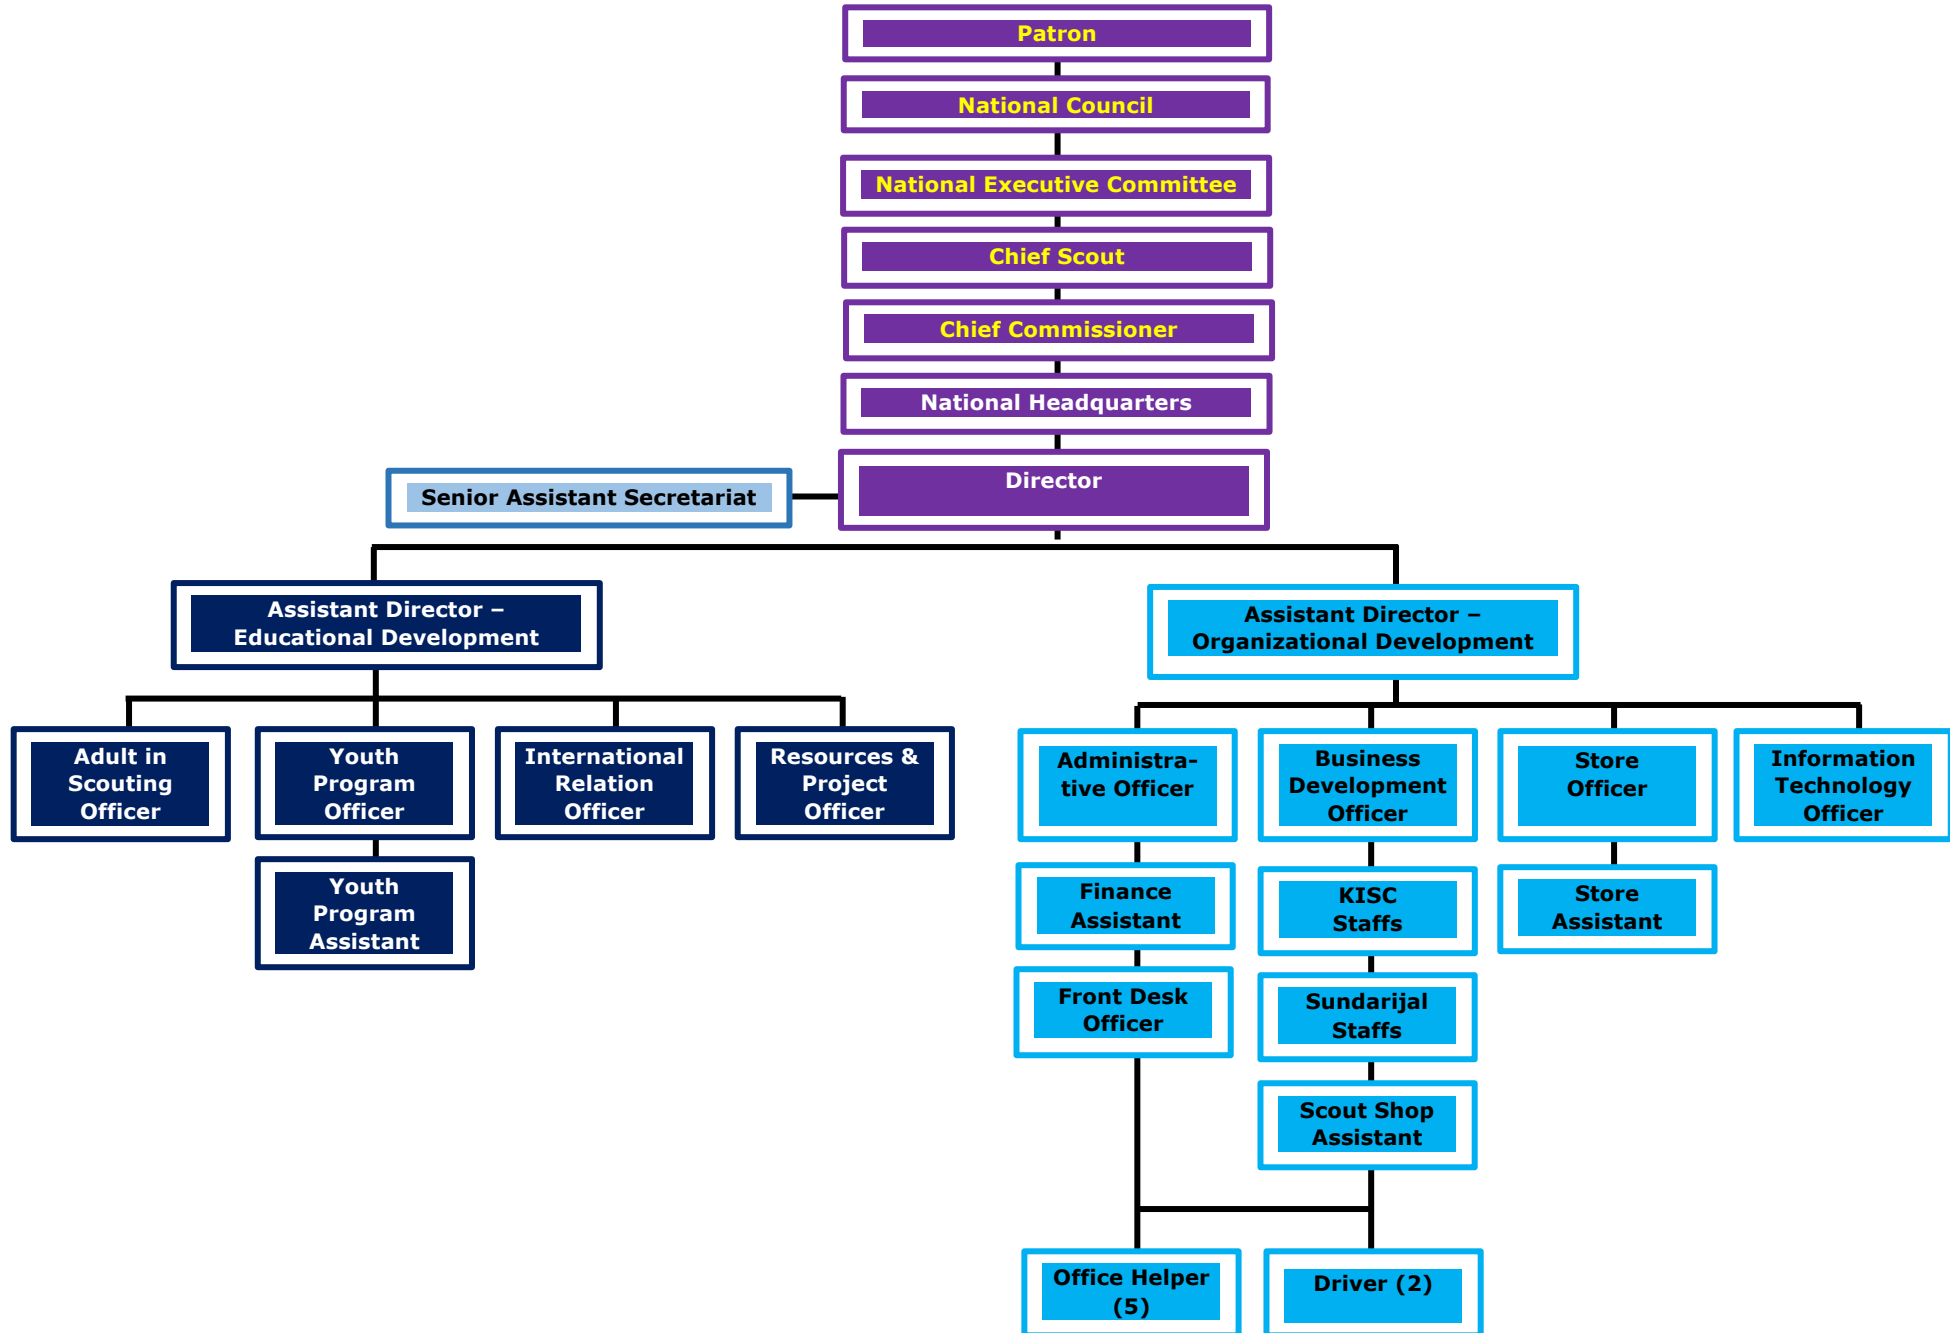 Patron
National Council
National Executive Committee
Chief Scout
Chief Commissioner
National Headquarters
Senior Assistant Secretariat
Director
Assistant Director –
Educational Development
Assistant Director –
Organizational Development
Adult in
Scouting
Officer
Youth
Program
Officer
International
Relation
Officer
Resources &
Project
Officer
Administra-
tive Officer
Business
Development
Officer
Store
Officer
Information
Technology
Officer
Youth
Program
Assistant
Finance
Assistant
KISC
Staffs
Store
Assistant
Front Desk
Officer
Sundarijal
Staffs
Scout Shop
Assistant
Office Helper
(5)
Driver (2)